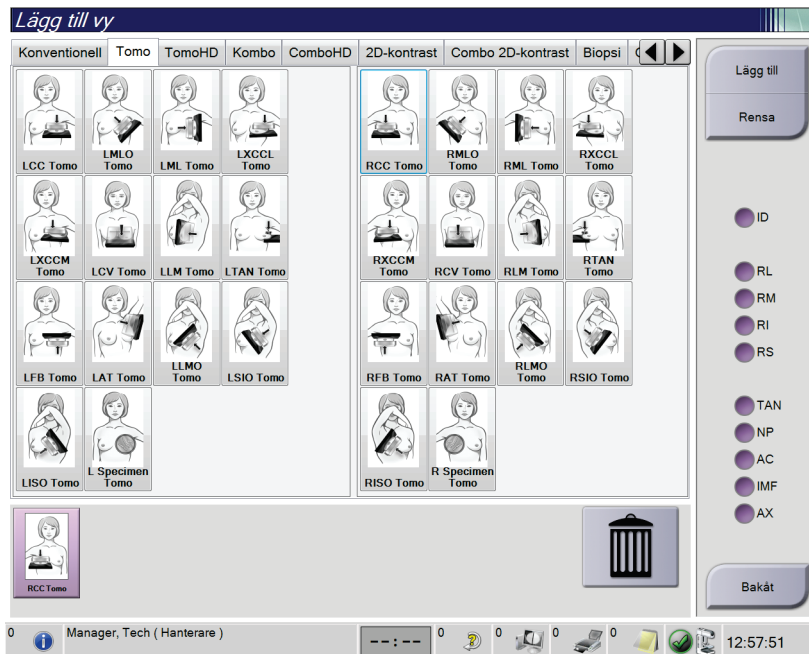 Lägg till vy
Konventionell Tomo TomoHD Kombo ComboHD 2D-kontrast Combo 2D-kontrast Biopsi
Lägg till
Rensa
LCC Tomo
LMLO
Tomo
LML Tomo
LXCCL
Tomo
RCC Tomo
RMLO
Tomo
RML Tomo
RXCCL
Tomo
LXCCM
Tomo
LCV Tomo
LLM Tomo
LTAN Tomo
RXCCM
Tomo
RCV Tomo
RLM Tomo
RTAN
Tomo
LFB Tomo
LAT Tomo
LLMO
Tomo
LSIO Tomo
RFB Tomo
RAT Tomo
RLMO
Tomo
RSIO Tomo
LISO Tomo
L Specimen
Tomo
RISO Tomo
R Specimen
Tomo
ID
RL
RM
RI
RS
TAN
NP
AC
IMF
AX
RCC Tomo
Bakåt
0 Manager, Tech ( Hanterare ) --:-- 0 0 0 0 12:57:51